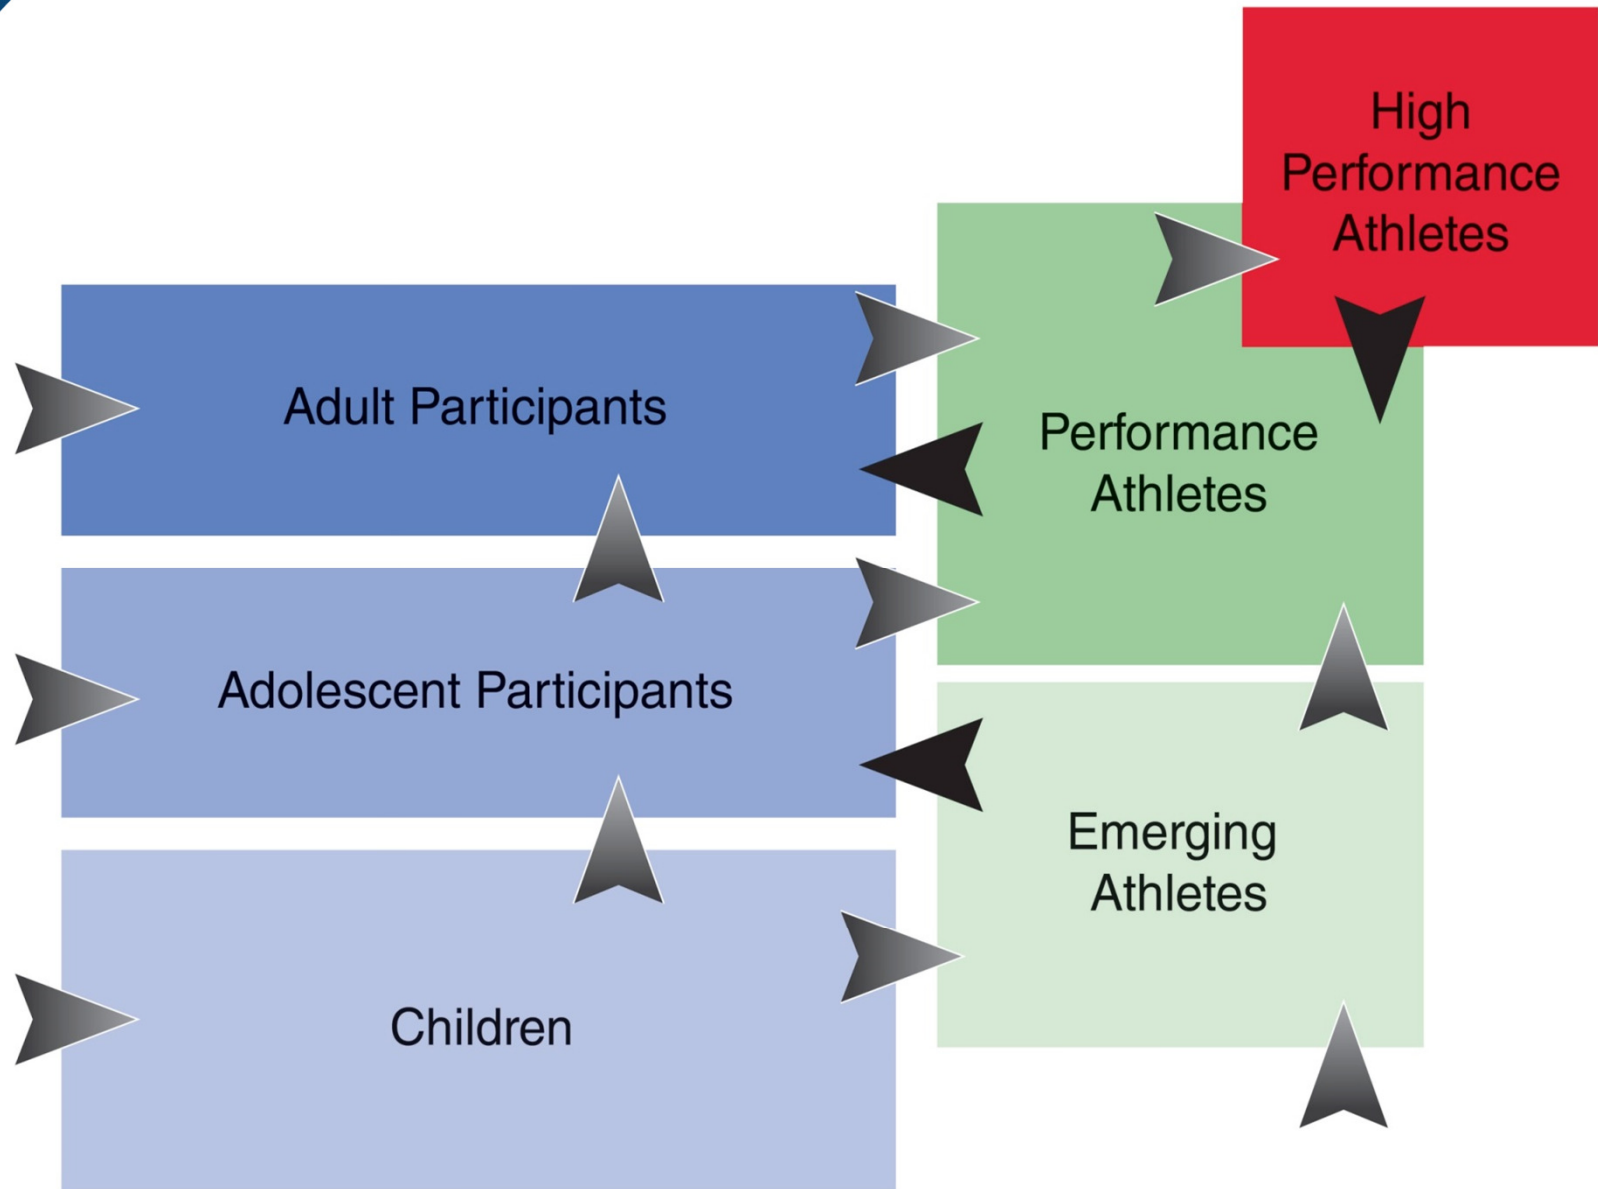 High
Performance
Athletes
Adult Participants
Performance
Athletes
Adolescent Participants
Emerging
Athletes
Children